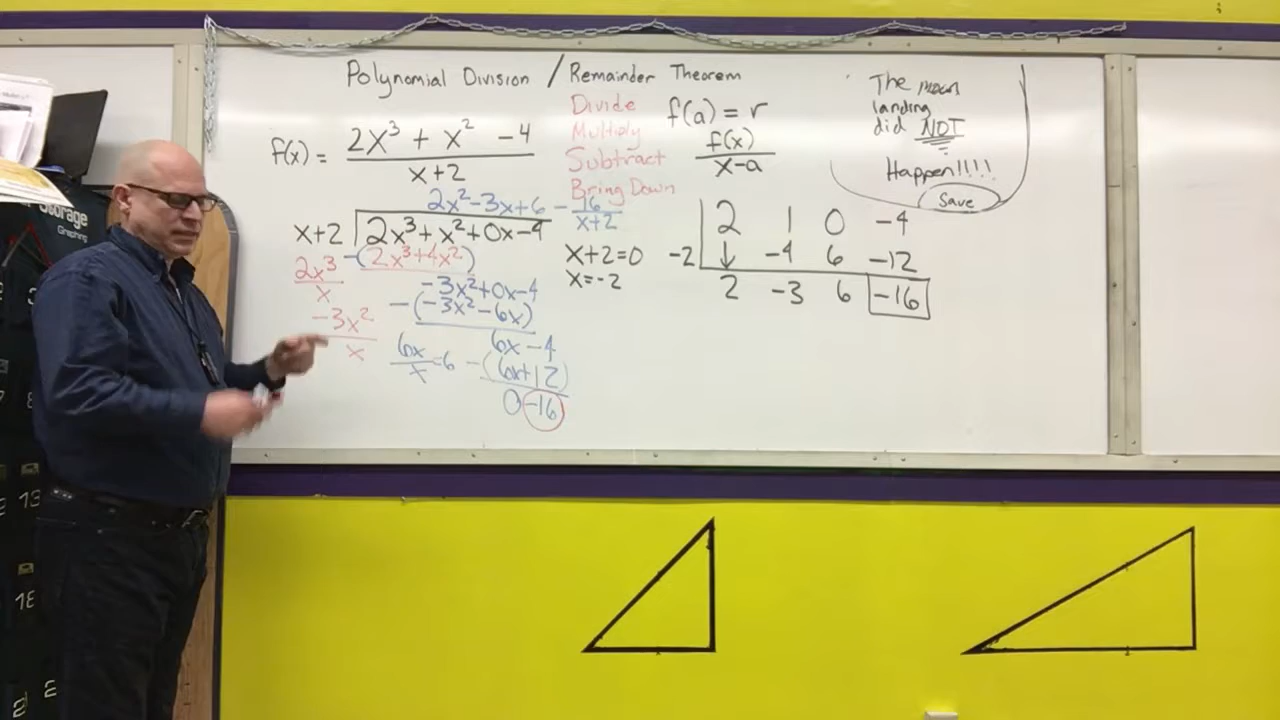 Polynomial Division / Remainder Theorem
f(x) = 2x³ + x² - 4
x+2
Divide
Multiply
Subtract
Bring Down
f(a) = r
f(x)
x-a
The moon
landing
did NOT
Happen!!!!
Save
2x²-3x+6 - 16
x+2
x+2 2x³+x²+0x-4
-(2x³+4x²)
2x³
x
-3x²+0x-4
-(-3x²-6x)
-3x²
x
6x-4
6x
x =6
-(6x+12)
0 -16
x+2=0
x=-2
-2 2 1 0 -4
↓ -4 6 -12
2 -3 6 -16
Storage
13
18